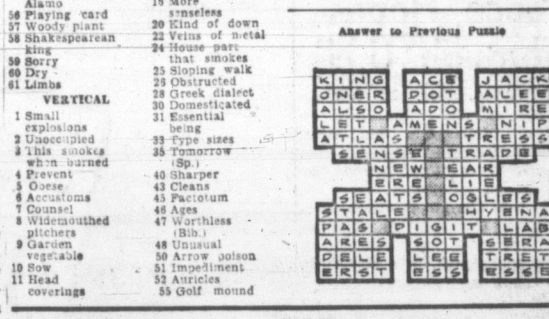 Alamo
56 Playing card
57 Woody plant
58 Shakespearean
king
59 Sorry
60 Dry
61 Limbs
VERTICAL
1 Small
explosions
2 Unoccupied
3 This smokes
when burned
4 Prevent
5 Obese
6 Accustoms
7 Counsel
8 Widemouthed
pitchers
9 Garden
vegetable
10 Sow
11 Head
coverings
16 More
senseless
20 Kind of down
22 Veins of metal
24 House part
that smokes
25 Sloping walk
26 Obstructed
28 Greek dialect
30 Domesticated
31 Essential
being
33 Type sizes
35 Tomorrow
(Sp.)
40 Sharper
43 Cleans
45 Factotum
46 Ages
47 Worthless
(Bib.)
48 Unusual
50 Arrow poison
51 Impediment
52 Auricles
55 Golf mound
Answer to Previous Puzzle
KING ACE JACK
ONER DOT ALEE
ALSO ADO MIRE
LET AMENS NIP
ATLAS TRESS
SENSE TRADE
NEW EAR
ERE LIE
SEATS OGLES
STALE HYENA
PAS DIGIT LAG
ARES SOT SERA
DELE LEE TRET
ERST ESS ESSE